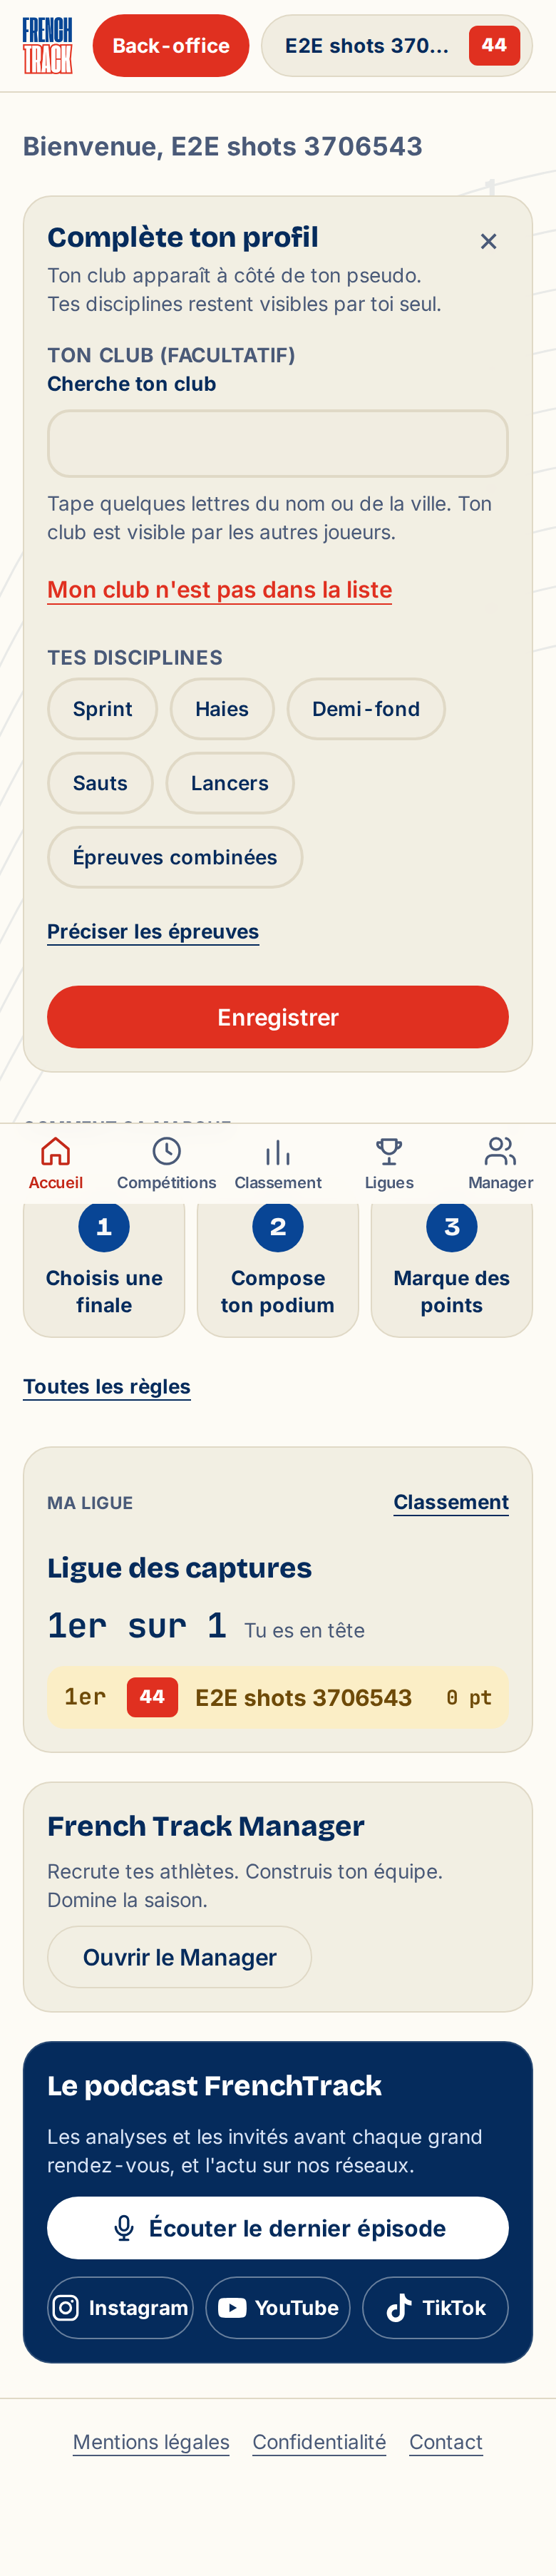 FRENCH
TRACK
Back-office
E2E shots 370...
44
Bienvenue, E2E shots 3706543
1
Complète ton profil
Ton club apparaît à côté de ton pseudo.
Tes disciplines restent visibles par toi seul.
TON CLUB (FACULTATIF)
Cherche ton club
Tape quelques lettres du nom ou de la ville. Ton
club est visible par les autres joueurs.
Mon club n'est pas dans la liste
TES DISCIPLINES
Sprint
Haies
Demi-fond
Sauts
Lancers
Épreuves combinées
Préciser les épreuves
Enregistrer
Accueil
Compétitions
Classement
Ligues
Manager
1
2
3
Choisis une
finale
Compose
ton podium
Marque des
points
Toutes les règles
MA LIGUE
Classement
Ligue des captures
1er sur 1 Tu es en tête
1er 44 E2E shots 3706543 0 pt
French Track Manager
Recrute tes athlètes. Construis ton équipe.
Domine la saison.
Ouvrir le Manager
Le podcast FrenchTrack
Les analyses et les invités avant chaque grand
rendez-vous, et l'actu sur nos réseaux.
Écouter le dernier épisode
Instagram
YouTube
TikTok
Mentions légales
Confidentialité
Contact